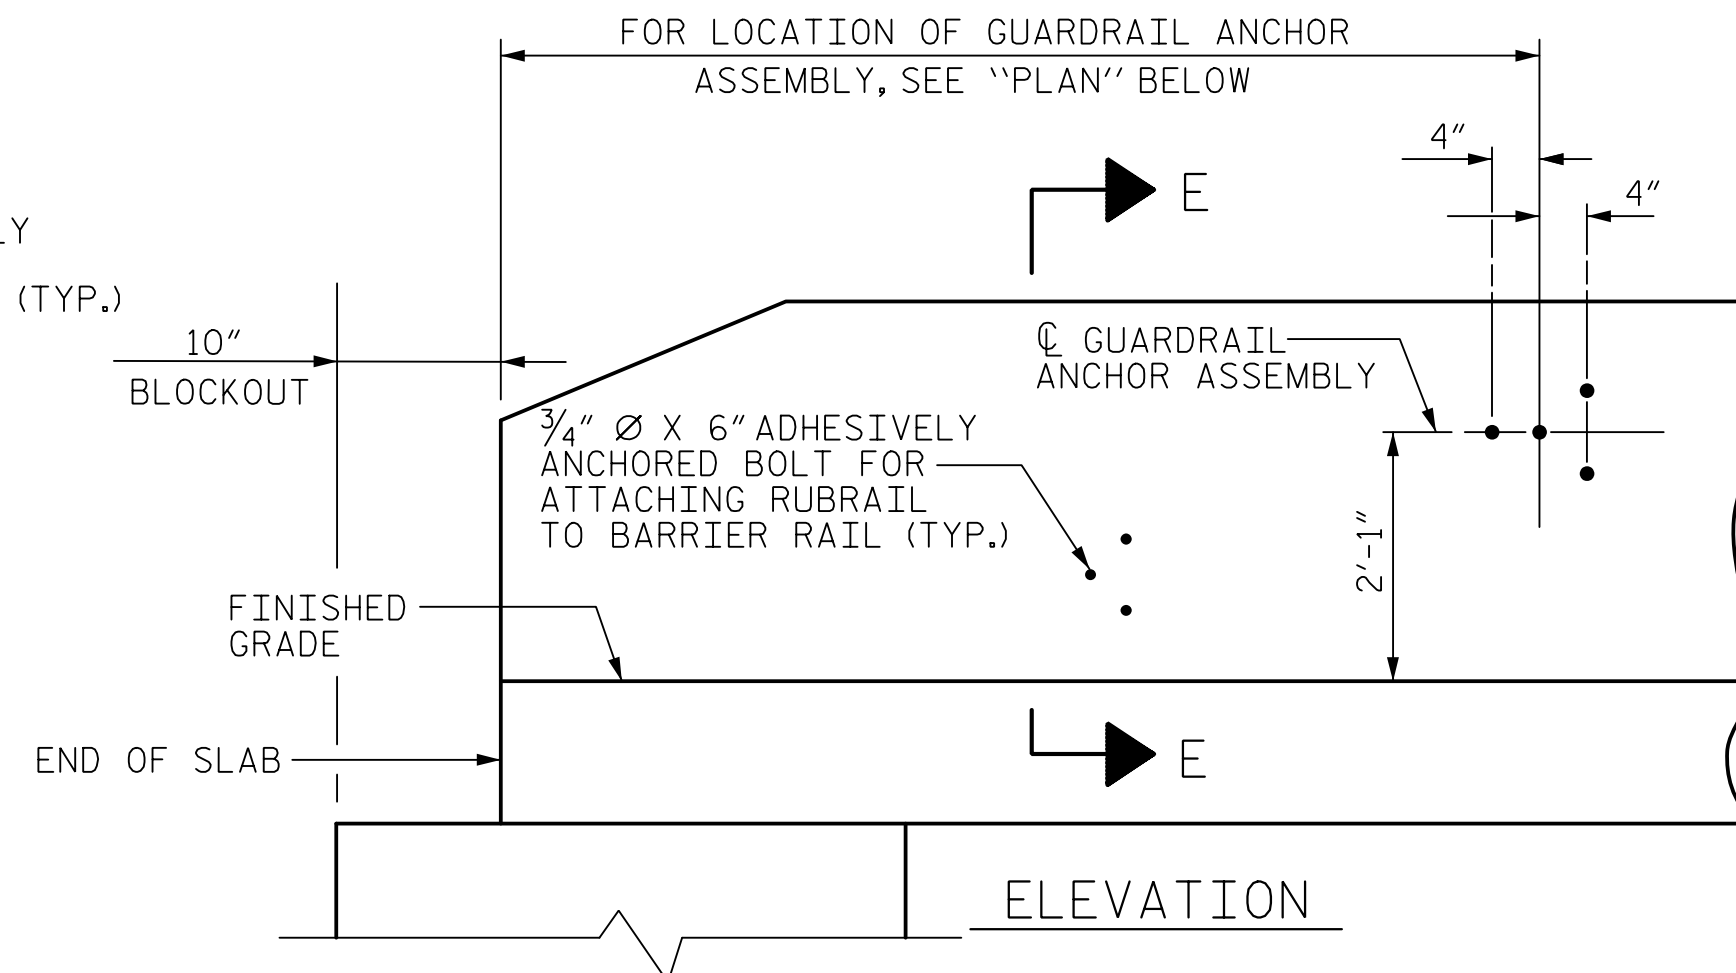 FOR LOCATION OF GUARDRAIL ANCHOR
ASSEMBLY, SEE ‘‘PLAN’’ BELOW
4"
4"
E
(TYP.)
10"
BLOCKOUT
℄ GUARDRAIL
ANCHOR ASSEMBLY
3/4" Ø X 6" ADHESIVELY
ANCHORED BOLT FOR
ATTACHING RUBRAIL
TO BARRIER RAIL (TYP.)
2'-1"
FINISHED
GRADE
END OF SLAB
E
ELEVATION